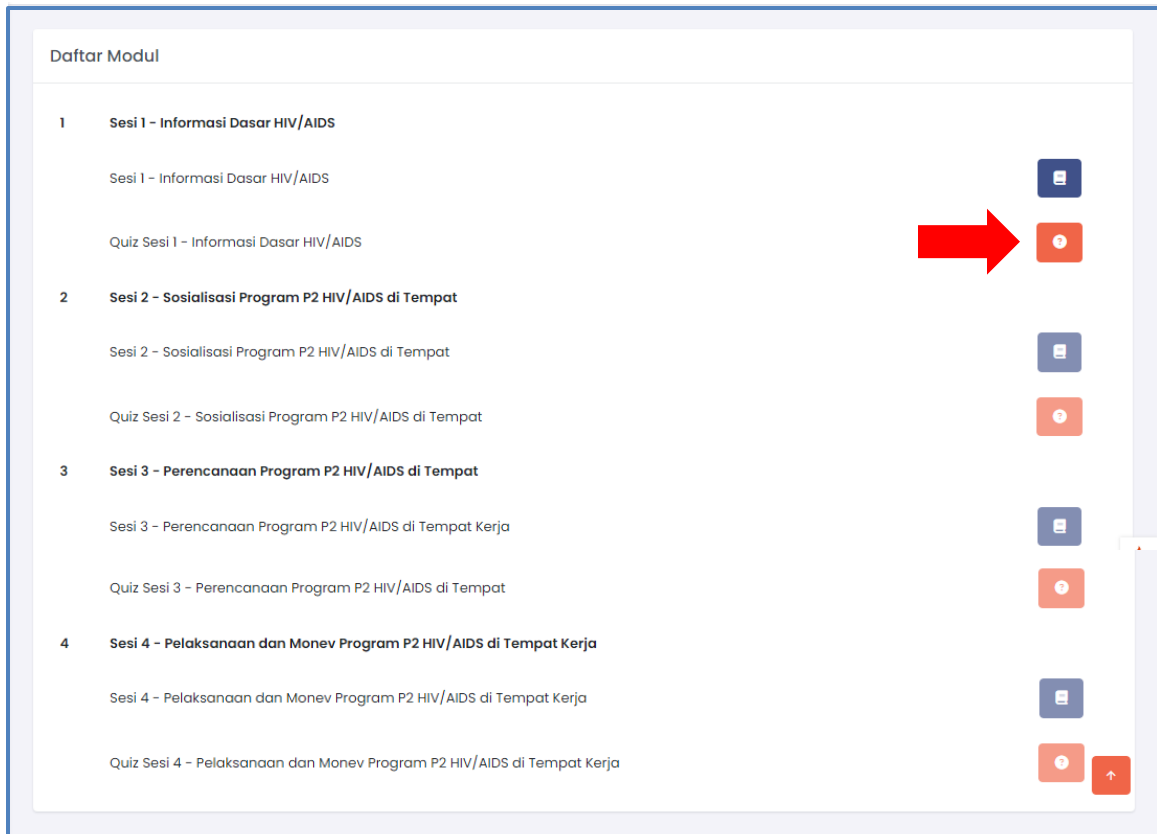 Daftar Modul
1 Sesi 1 - Informasi Dasar HIV/AIDS
Sesi 1 - Informasi Dasar HIV/AIDS
Quiz Sesi 1 - Informasi Dasar HIV/AIDS
2 Sesi 2 - Sosialisasi Program P2 HIV/AIDS di Tempat
Sesi 2 - Sosialisasi Program P2 HIV/AIDS di Tempat
Quiz Sesi 2 - Sosialisasi Program P2 HIV/AIDS di Tempat
3 Sesi 3 - Perencanaan Program P2 HIV/AIDS di Tempat
Sesi 3 - Perencanaan Program P2 HIV/AIDS di Tempat Kerja
Quiz Sesi 3 - Perencanaan Program P2 HIV/AIDS di Tempat
4 Sesi 4 - Pelaksanaan dan Monev Program P2 HIV/AIDS di Tempat Kerja
Sesi 4 - Pelaksanaan dan Monev Program P2 HIV/AIDS di Tempat Kerja
Quiz Sesi 4 - Pelaksanaan dan Monev Program P2 HIV/AIDS di Tempat Kerja